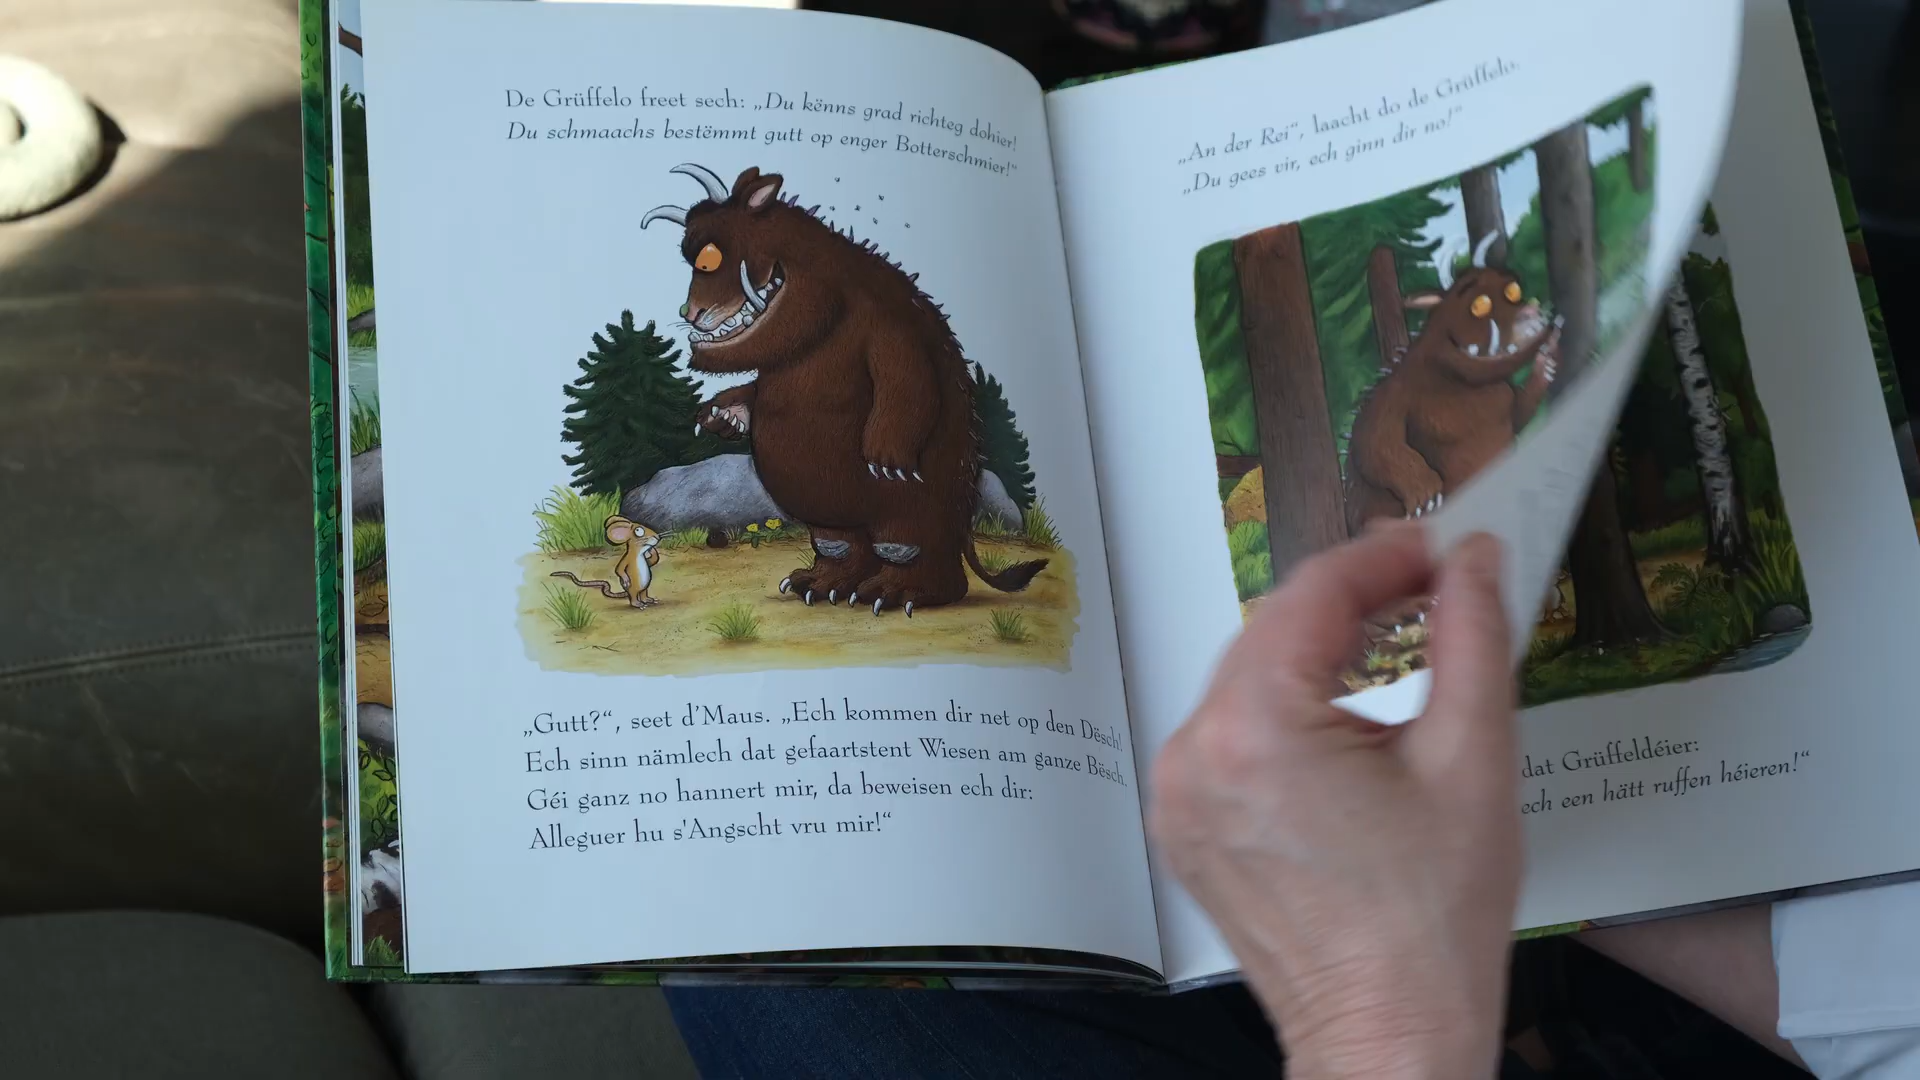 De Grüffelo freet sech: „Du kënns grad richteg dohier!
Du schmaachs bestëmmt gutt op enger Botterschmier!“
„Gutt?“, seet d'Maus. „Ech kommen dir net op den Dësch!
Ech sinn nämlech dat gefaartstent Wiesen am ganze Bësch.
Géi ganz no hannert mir, da beweisen ech dir:
Alleguer hu s'Angscht vru mir!“
„An der Rei“, laacht do de Grüffelo.
„Du gees vir, ech ginn dir no!“
dat Grüffeldéier:
ech een hätt ruffen héieren!“